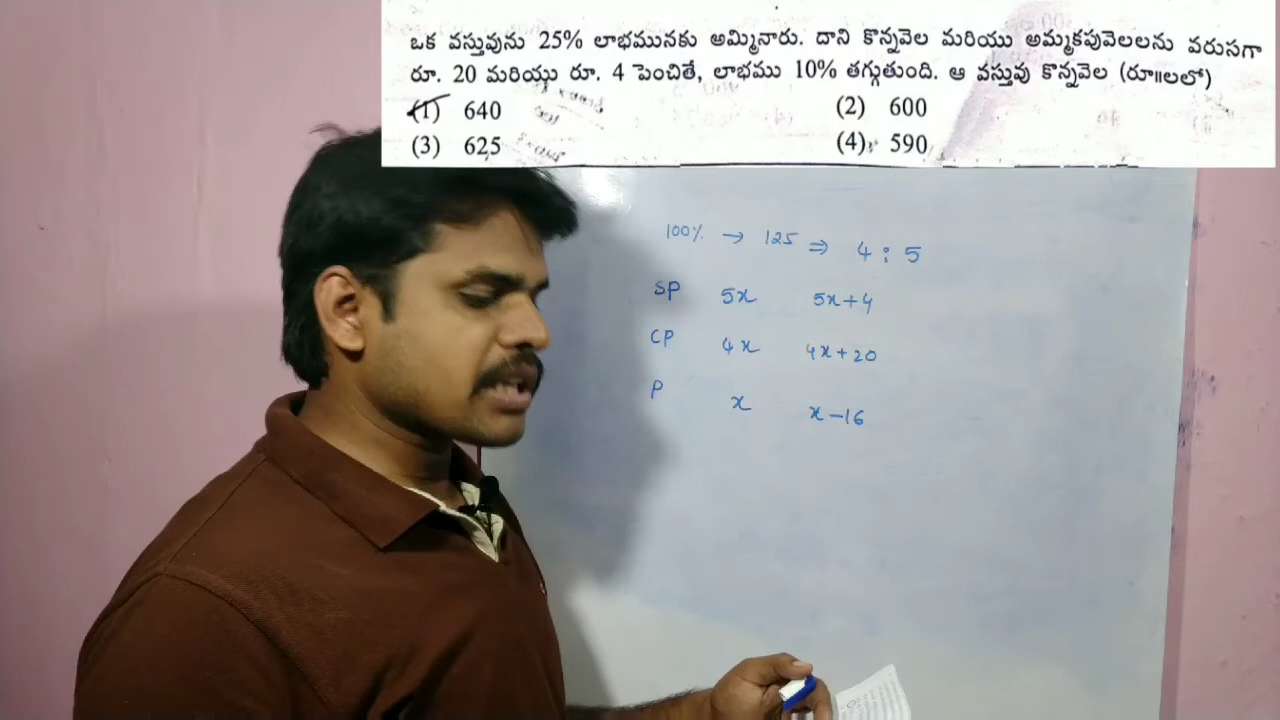 ఒక వస్తువును 25% లాభమునకు అమ్మినారు. దాని కొన్నవెల మరియు అమ్మకపువెలలను వరుసగా
రూ. 20 మరియు రూ. 4 పెంచితే, లాభము 10% తగ్గుతుంది. ఆ వస్తువు కొన్నవెల (రూ॥లలో)
(1) 640 (2) 600
(3) 625 (4) 590
100% → 125 ⇒ 4 : 5
SP 5x 5x+4
CP 4x 4x+20
P x x-16